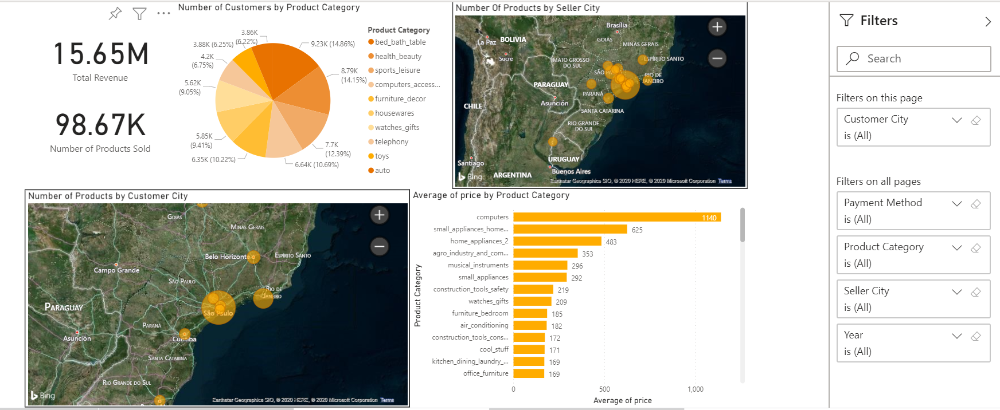 Number of Customers by Product Category
15.65M
Total Revenue
98.67K
Number of Products Sold
3.86K
(6.22%)
3.88K (6.25%)
4.2K
(6.75%)
5.62K
(9.05%)
5.85K
(9.41%)
6.35K (10.22%)
6.64K (10.69%)
7.7K
(12.39%)
8.79K
(14.15%)
9.23K (14.86%)
Product Category
bed_bath_table
health_beauty
sports_leisure
computers_access...
furniture_decor
housewares
watches_gifts
telephony
toys
auto
Number Of Products by Seller City
Brasília
GOIÁS
MINAS GERAIS
La Paz
BOLIVIA
Sucre
MATO GROSSO
DO SUL
ESPÍRITO SANTO
RIO DE
JANEIRO
PARAGUAY
PARANÁ
Asunción
CHILE
SANTA CATARINA
RIO GRANDE
DO SUL
URUGUAY
Santiago
Buenos Aires
ARGENTINA
Bing
Earthstar Geographics SIO, © 2020 HERE, © 2020 Microsoft Corporation Terms
Number of Products by Customer City
GOIÁS
MINAS GERAIS
Belo Horizonte
ESPÍRITO SANTO
Campo Grande
SÃO PAULO
RIO DE
JANEIRO
PARAGUAY
São Paulo
PARANÁ
Asunción
Curitiba
SANTA CATARINA
RIO GRANDE DO SUL
Bing
Earthstar Geographics SIO, © 2020 HERE, © 2020 Microsoft Corporation Terms
Average of price by Product Category
Product Category
computers 1140
small_appliances_home... 625
home_appliances_2 483
agro_industry_and_com... 353
musical_instruments 296
small_appliances 292
construction_tools_safety 219
watches_gifts 209
furniture_bedroom 185
air_conditioning 182
construction_tools_cons... 172
cool_stuff 171
kitchen_dining_laundry_... 169
office_furniture 169
0 500 1,000
Average of price
Filters
Search
Filters on this page
Customer City
is (All)
Filters on all pages
Payment Method
is (All)
Product Category
is (All)
Seller City
is (All)
Year
is (All)